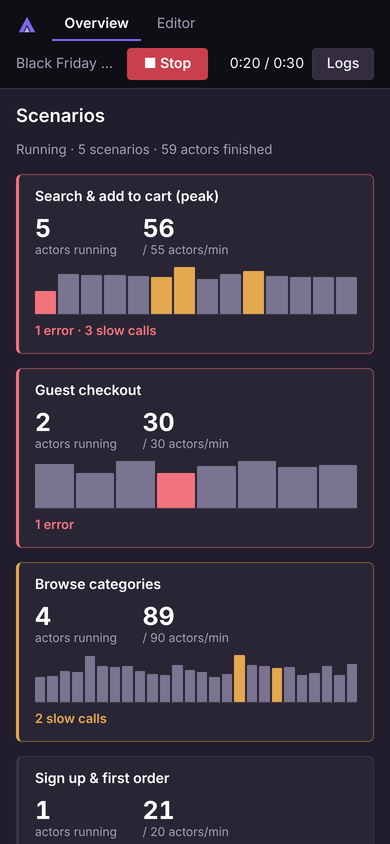 Overview Editor
Black Friday ... Stop 0:20 / 0:30 Logs
Scenarios
Running · 5 scenarios · 59 actors finished
Search & add to cart (peak)
5 56
actors running / 55 actors/min
1 error · 3 slow calls
Guest checkout
2 30
actors running / 30 actors/min
1 error
Browse categories
4 89
actors running / 90 actors/min
2 slow calls
Sign up & first order
1 21
actors running / 20 actors/min